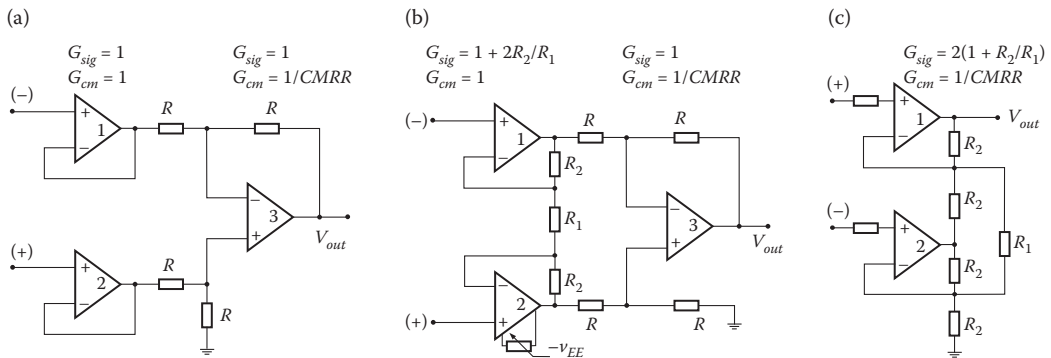 (a)
G_sig = 1
G_cm = 1
G_sig = 1
G_cm = 1/CMRR
(–)
+
1
–
R
R
–
3
+
V_out
(+)
+
2
–
R
R
(b)
G_sig = 1 + 2R_2/R_1
G_cm = 1
G_sig = 1
G_cm = 1/CMRR
(–)
+
1
–
R
R
R_2
R_1
R_2
–
3
+
V_out
–
2
+
(+)
R
R
–v_EE
(c)
G_sig = 2(1 + R_2/R_1)
G_cm = 1/CMRR
(+)
+
1
–
V_out
R_2
R_2
(–)
+
2
–
R_2
R_1
R_2